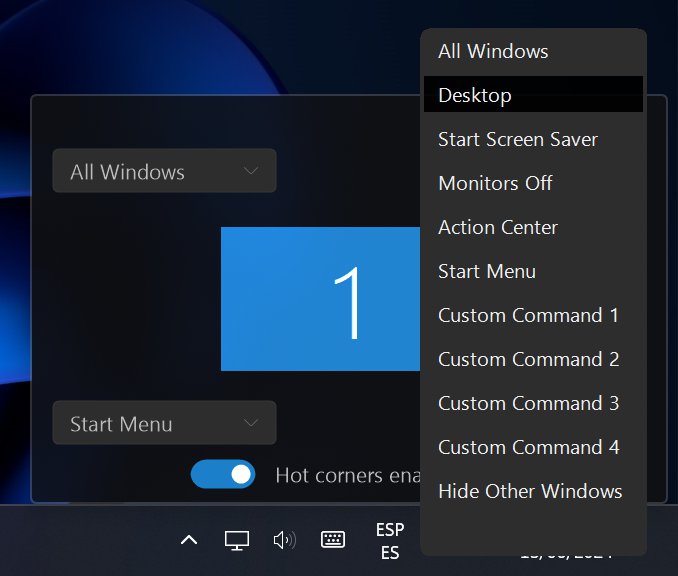 All Windows
Desktop
Start Screen Saver
Monitors Off
Action Center
Start Menu
Custom Command 1
Custom Command 2
Custom Command 3
Custom Command 4
Hide Other Windows
All Windows
1
Start Menu
Hot corners
ESP
ES